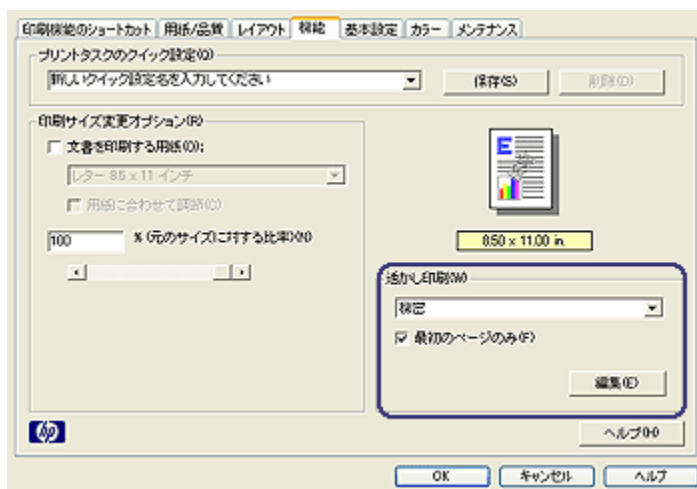 印刷機能のショートカット 用紙/品質 レイアウト 機能 基本設定 カラー メンテナンス
プリントタスクのクイック設定(Q)
新しいクイック設定名を入力してください 保存(S) 削除(D)
印刷サイズ変更オプション(R)
文書を印刷する用紙(O):
レター 8.5 x 11 インチ
用紙に合わせて調節(C)
100 % (元のサイズに対する比率)(N)
E
8.50 x 11.00 in.
透かし印刷(W)
機密
最初のページのみ(F)
編集(E)
hp
ヘルプ(H)
OK キャンセル ヘルプ